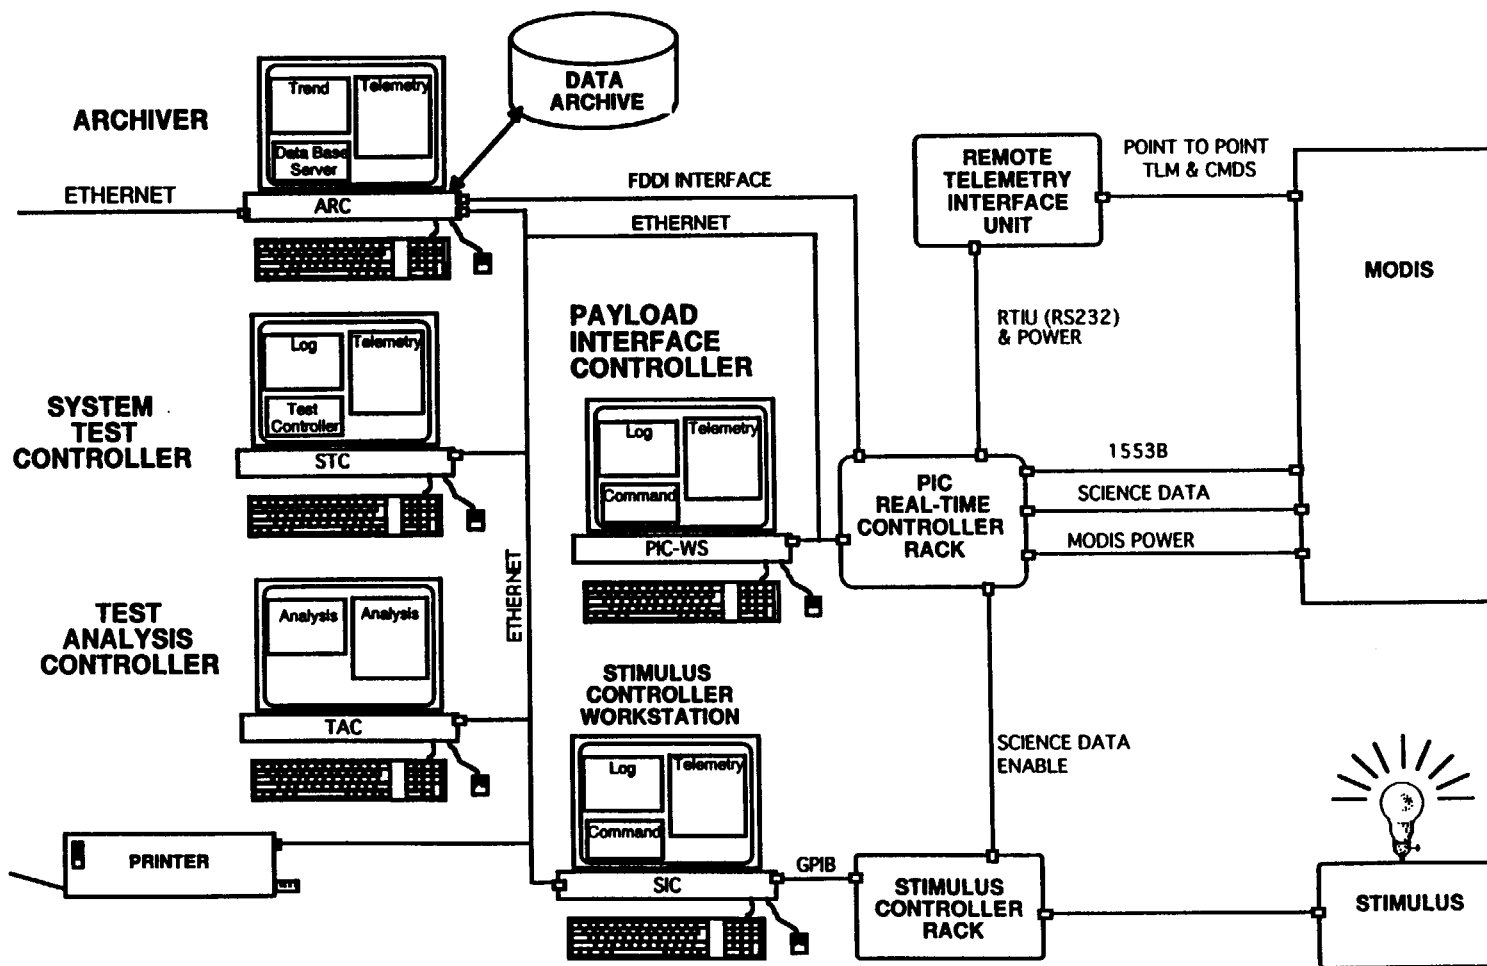 DATA
ARCHIVE
Trend
Telemetry
ARCHIVER
Data Base
Server
ETHERNET
ARC
FDDI INTERFACE
ETHERNET
REMOTE
TELEMETRY
INTERFACE
UNIT
POINT TO POINT
TLM & CMDS
MODIS
RTIU (RS232)
& POWER
Log
Telemetry
Test
Controller
SYSTEM
TEST
CONTROLLER
STC
PAYLOAD
INTERFACE
CONTROLLER
Log
Telemetry
Command
PIC-WS
PIC
REAL-TIME
CONTROLLER
RACK
1553B
SCIENCE DATA
MODIS POWER
ETHERNET
TEST
ANALYSIS
CONTROLLER
Analysis
Analysis
TAC
STIMULUS
CONTROLLER
WORKSTATION
Log
Telemetry
Command
SIC
SCIENCE DATA
ENABLE
PRINTER
GPIB
STIMULUS
CONTROLLER
RACK
STIMULUS